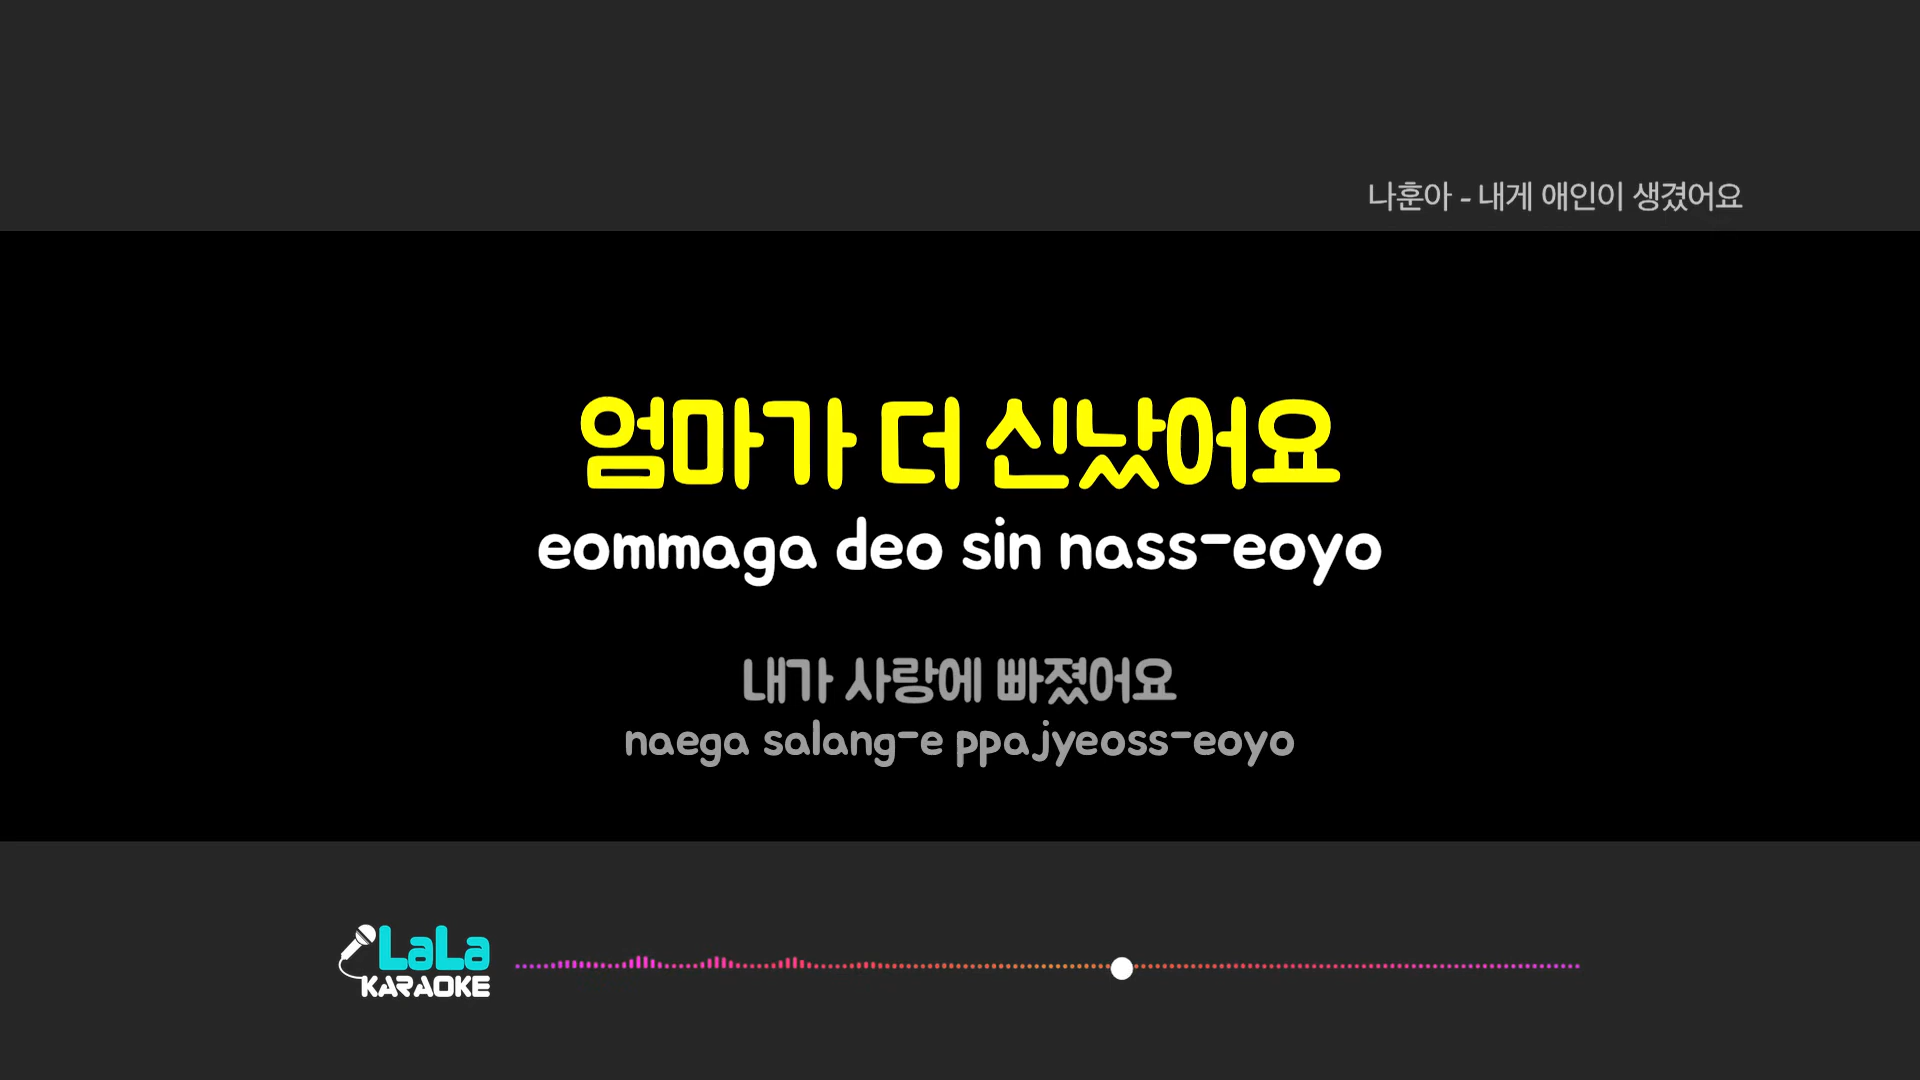 나훈아 - 내게 애인이 생겼어요
엄마가 더 신났어요
eommaga deo sin nass-eoyo
내가 사랑에 빠졌어요
naega salang-e ppajyeoss-eoyo
LaLa
KARAOKE